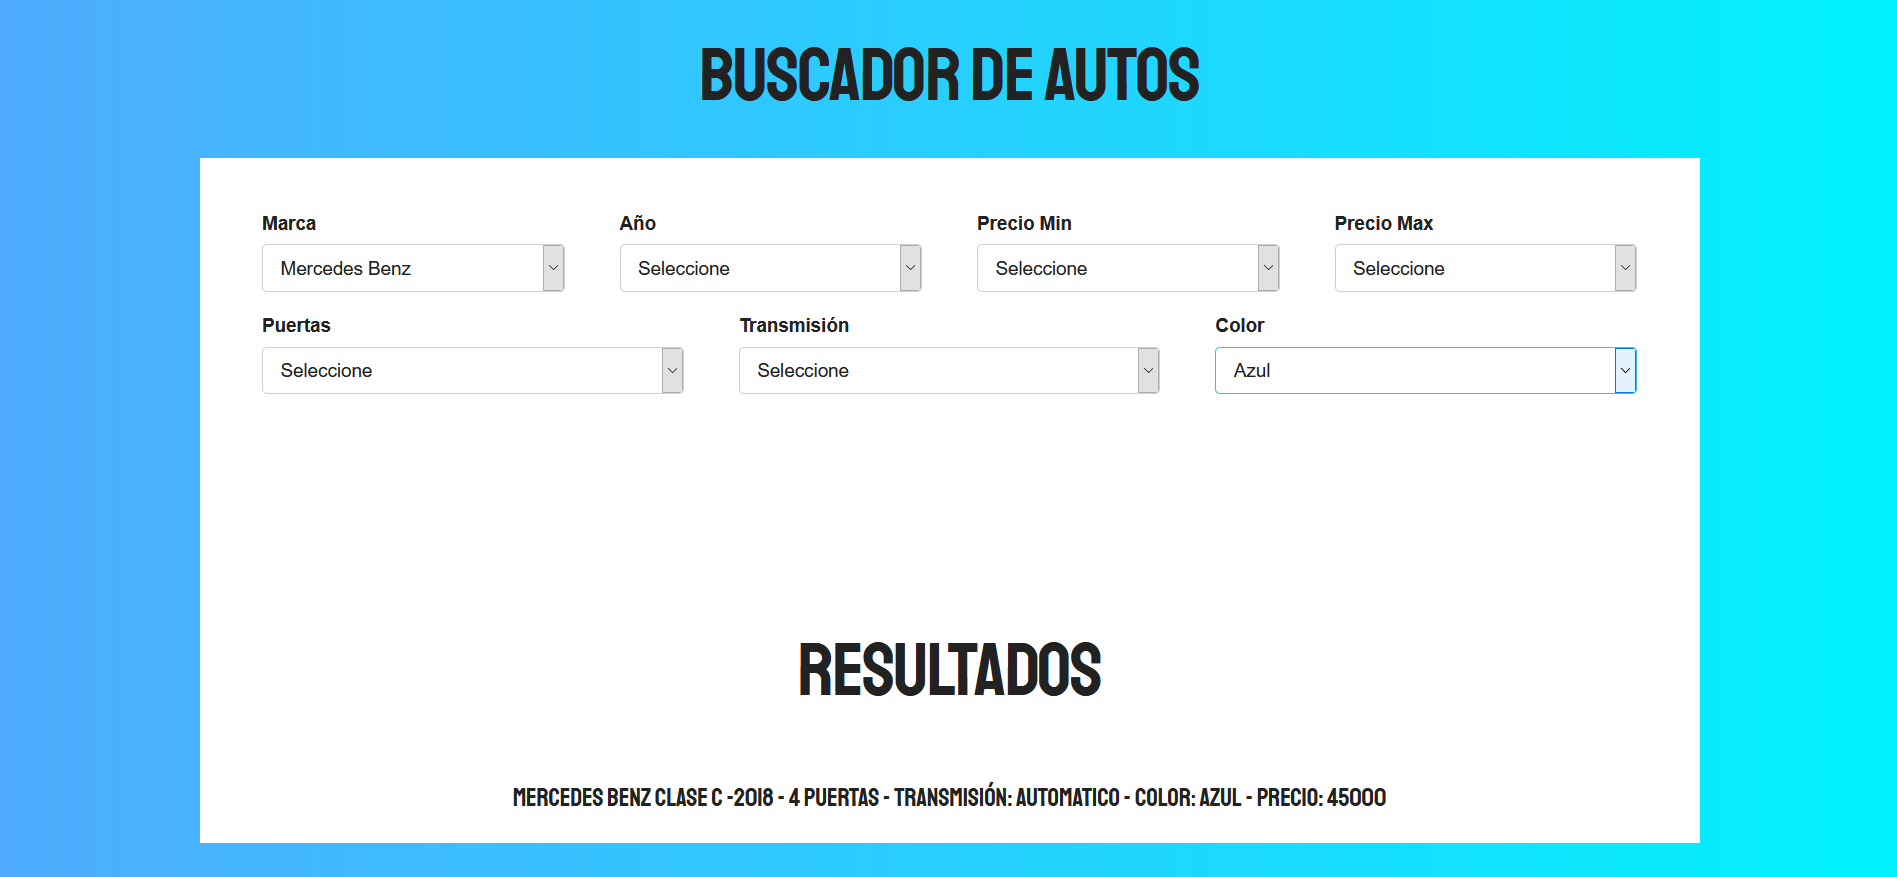 BUSCADOR DE AUTOS
Marca Año Precio Min Precio Max
Mercedes Benz Seleccione Seleccione Seleccione
Puertas Transmisión Color
Seleccione Seleccione Azul
RESULTADOS
MERCEDES BENZ CLASE C -2018 - 4 PUERTAS - TRANSMISIÓN: AUTOMATICO - COLOR: AZUL - PRECIO: 45000